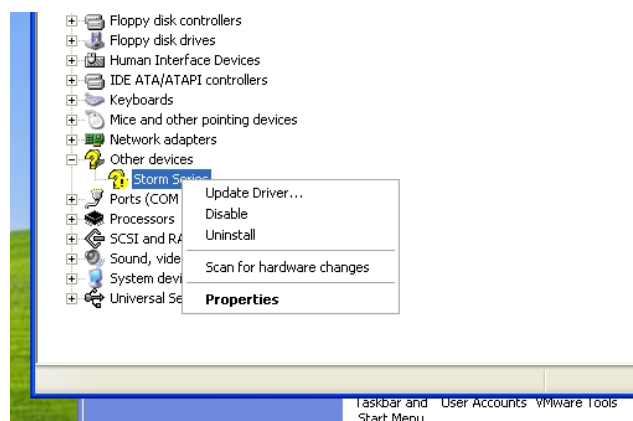 Floppy disk controllers
Floppy disk drives
Human Interface Devices
IDE ATA/ATAPI controllers
Keyboards
Mice and other pointing devices
Network adapters
Other devices
Storm Series
Ports (COM
Processors
SCSI and RA
Sound, vide
System devi
Universal Se
Update Driver...
Disable
Uninstall
Scan for hardware changes
Properties
Taskbar and Start Menu
User Accounts
VMware Tools